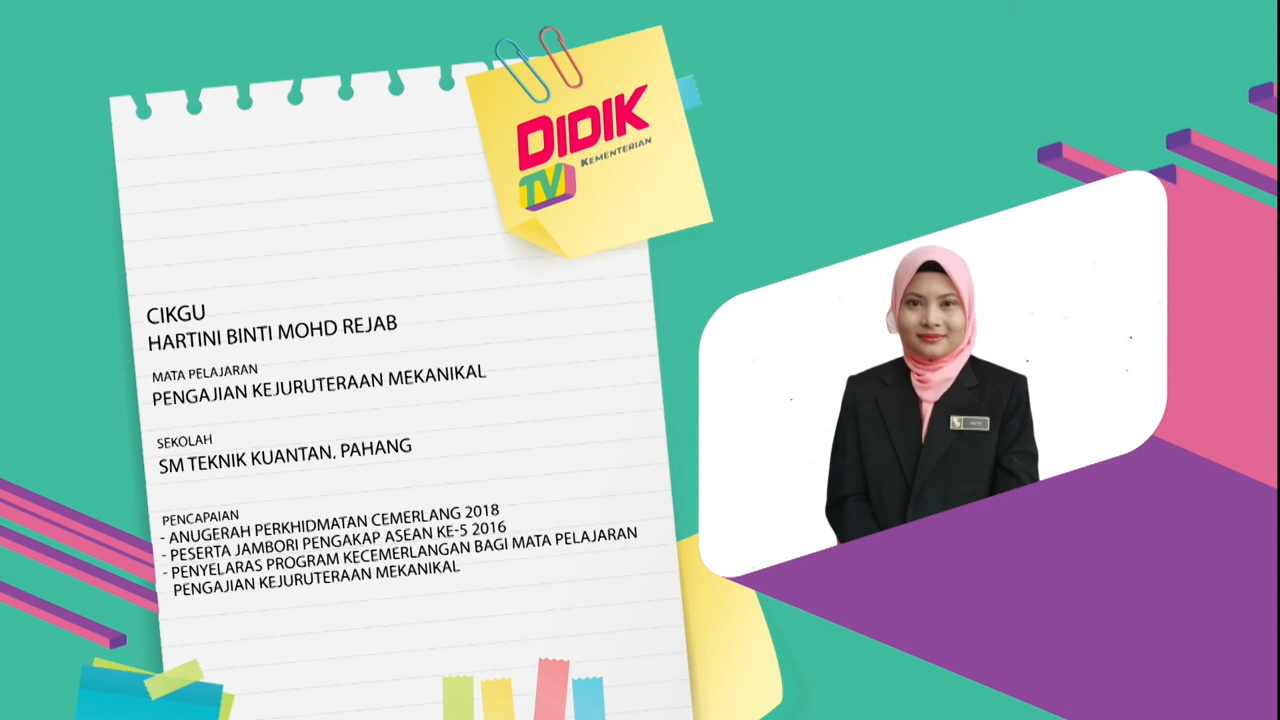 DIDIK
KEMENTERIAN
TV
CIKGU
HARTINI BINTI MOHD REJAB
MATA PELAJARAN
PENGAJIAN KEJURUTERAAN MEKANIKAL
SEKOLAH
SM TEKNIK KUANTAN, PAHANG
PENCAPAIAN
- ANUGERAH PERKHIDMATAN CEMERLANG 2018
- PESERTA JAMBORI PENGAKAP ASEAN KE-5 2016
- PENYELARAS PROGRAM KECEMERLANGAN BAGI MATA PELAJARAN
PENGAJIAN KEJURUTERAAN MEKANIKAL